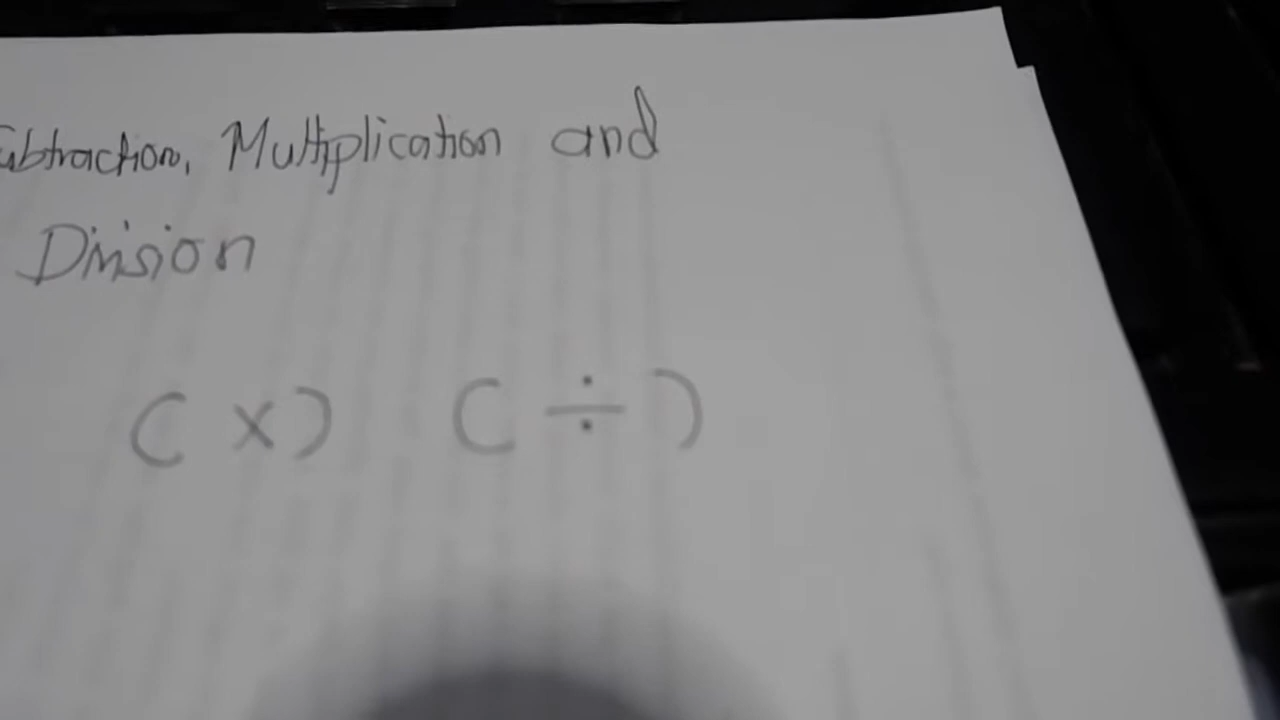 Subtraction, Multiplication and
Division
(×) (÷)